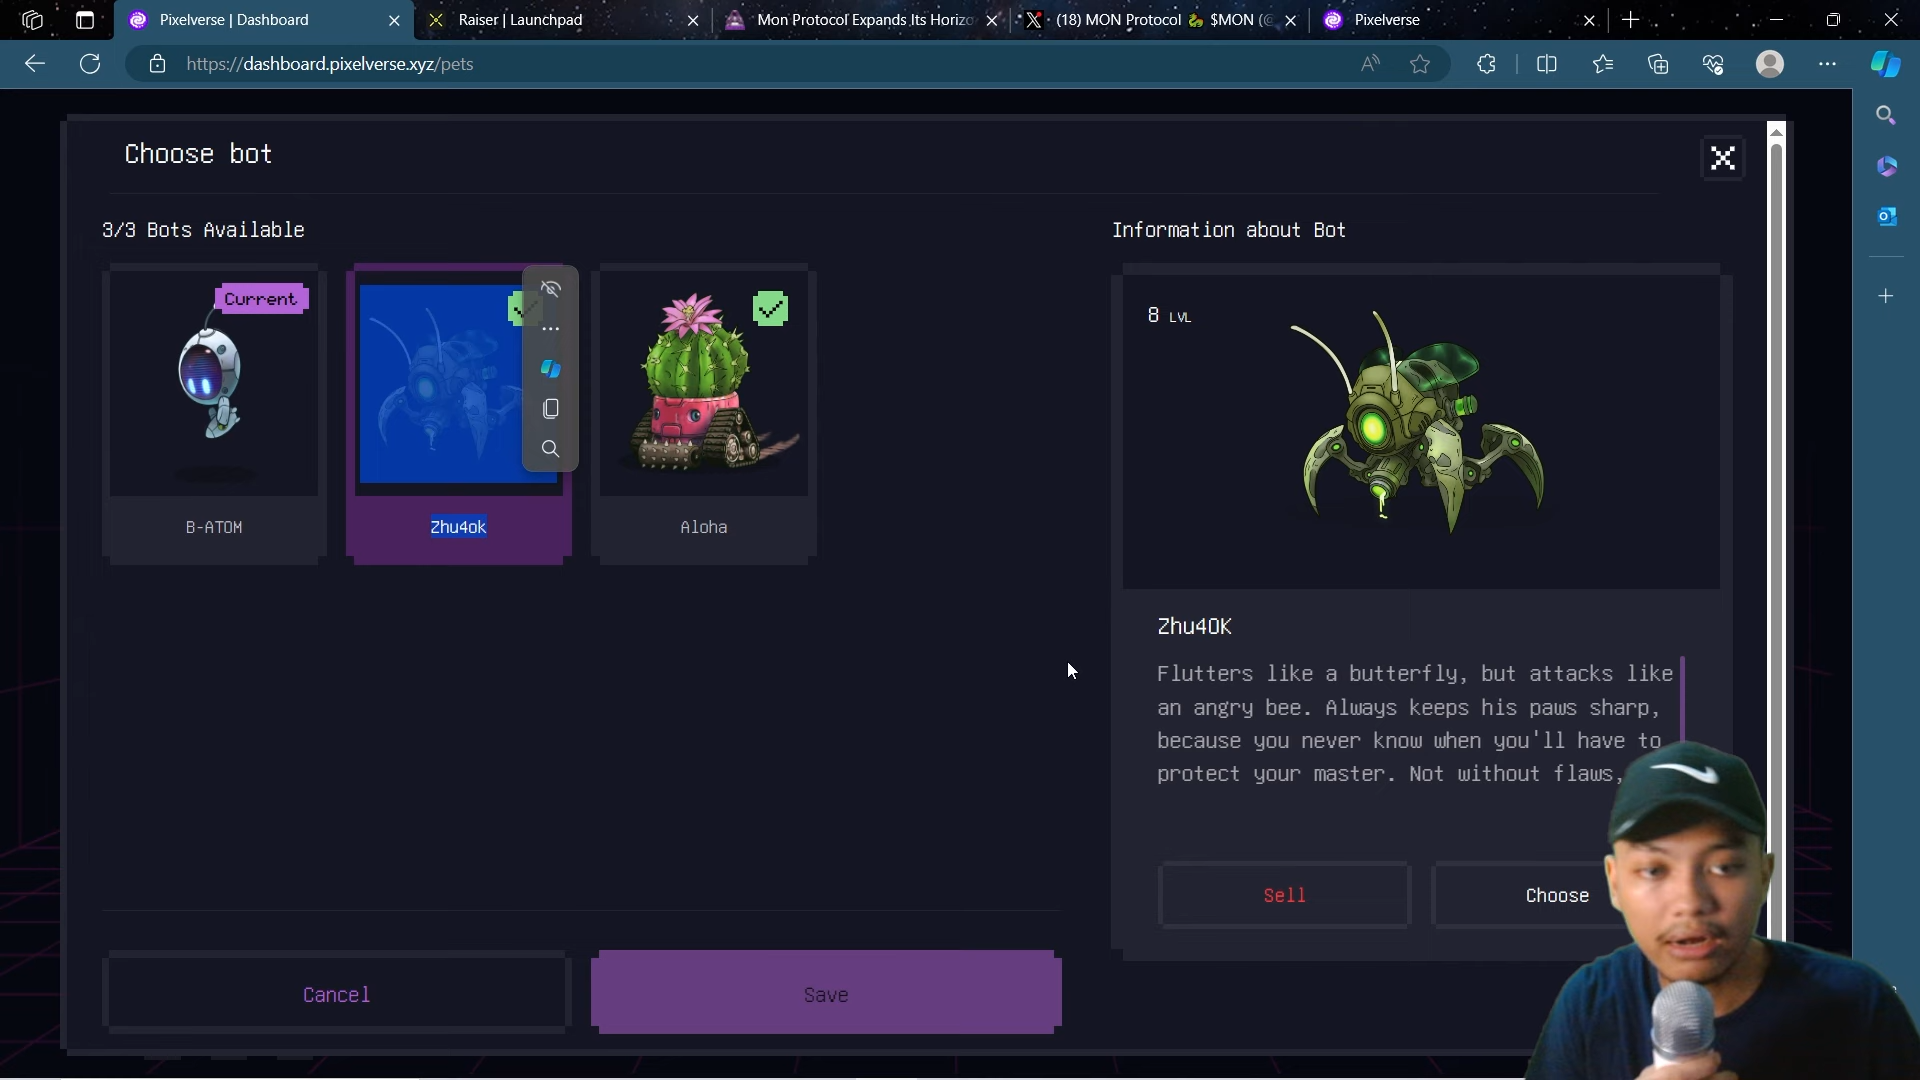 Pixelverse | Dashboard
Raiser | Launchpad
Mon Protocol Expands Its Horizo
(18) MON Protocol 🐉 $MON (@
Pixelverse
https://dashboard.pixelverse.xyz/pets
Choose bot
3/3 Bots Available
Current
B-ATOM
Zhu4ok
Aloha
Information about Bot
8 LVL
Zhu4OK
Flutters like a butterfly, but attacks like
an angry bee. Always keeps his paws sharp,
because you never know when you'll have to
protect your master. Not without flaws,
Sell
Choose
Cancel
Save